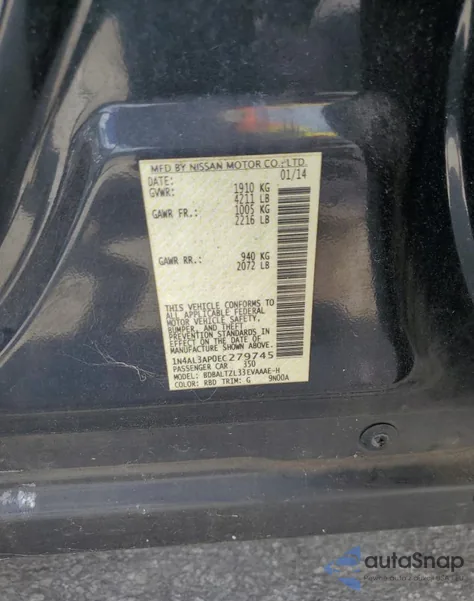 MFD BY NISSAN MOTOR CO.,LTD.
DATE: 01/14
GVWR: 1910 KG
4211 LB
GAWR FR.: 1005 KG
2216 LB
GAWR RR.: 940 KG
2072 LB
THIS VEHICLE CONFORMS TO
ALL APPLICABLE FEDERAL
MOTOR VEHICLE SAFETY,
BUMPER, AND THEFT
PREVENTION STANDARDS
IN EFFECT ON THE DATE OF
MANUFACTURE SHOWN ABOVE.
1N4AL3AP0EC279745
PASSENGER CAR 350
MODEL: BDBALTZL33EVAAAE-H
COLOR: RBD TRIM: G 9N00A
autoSnap